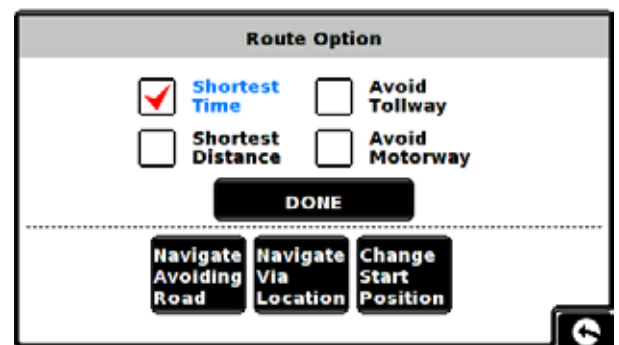 Route Option
Shortest Time
Avoid Tollway
Shortest Distance
Avoid Motorway
DONE
Navigate Avoiding Road
Navigate Via Location
Change Start Position